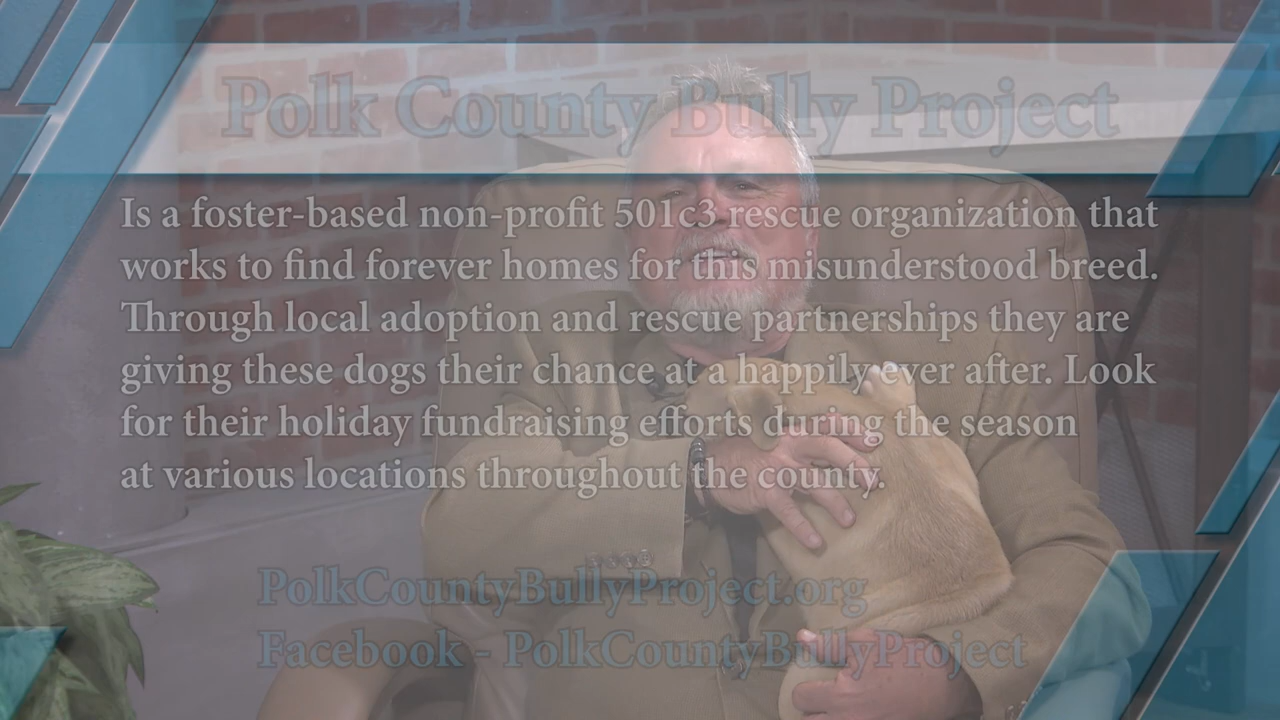 Polk County Bully Project
Is a foster-based non-profit 501c3 rescue organization that
works to find forever homes for this misunderstood breed.
Through local adoption and rescue partnerships they are
giving these dogs their chance at a happily ever after. Look
for their holiday fundraising efforts during the season
at various locations throughout the county.
PolkCountyBullyProject.org
Facebook - PolkCountyBullyProject